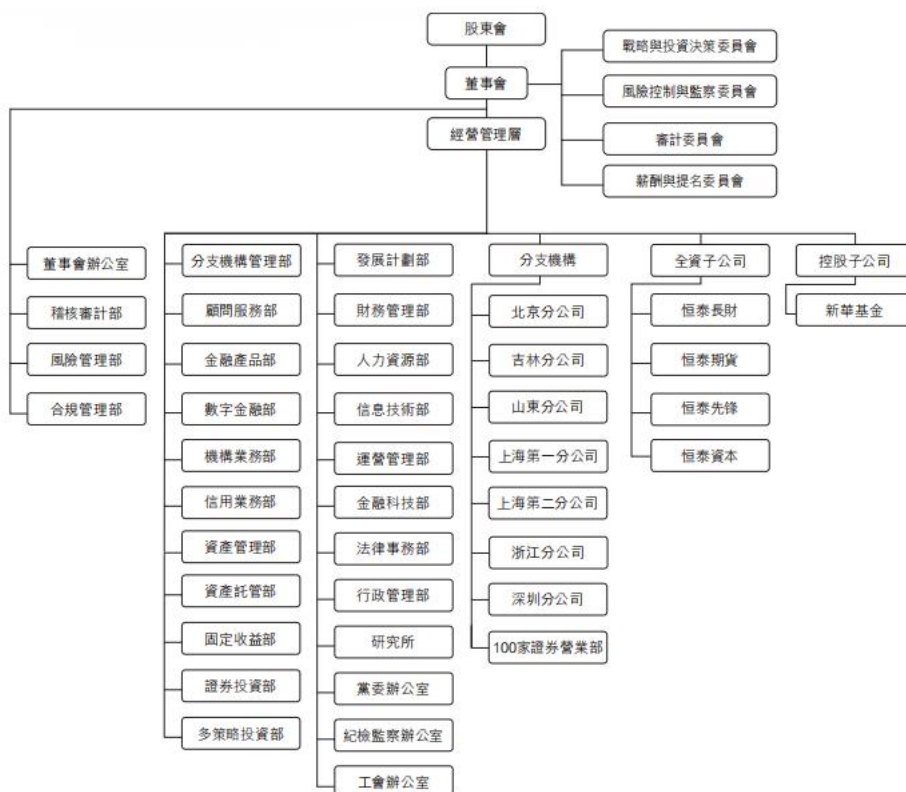 股東會
董事會
戰略與投資決策委員會
風險控制與監察委員會
審計委員會
薪酬與提名委員會
經營管理層
董事會辦公室
稽核審計部
風險管理部
合規管理部
分支機構管理部
顧問服務部
金融產品部
數字金融部
機構業務部
信用業務部
資產管理部
資產託管部
固定收益部
證券投資部
多策略投資部
發展計劃部
財務管理部
人力資源部
信息技術部
運營管理部
金融科技部
法律事務部
行政管理部
研究所
黨委辦公室
紀檢監察辦公室
工會辦公室
分支機構
北京分公司
吉林分公司
山東分公司
上海第一分公司
上海第二分公司
浙江分公司
深圳分公司
100家證券營業部
全資子公司
恒泰長財
恒泰期貨
恒泰先锋
恒泰資本
控股子公司
新華基金